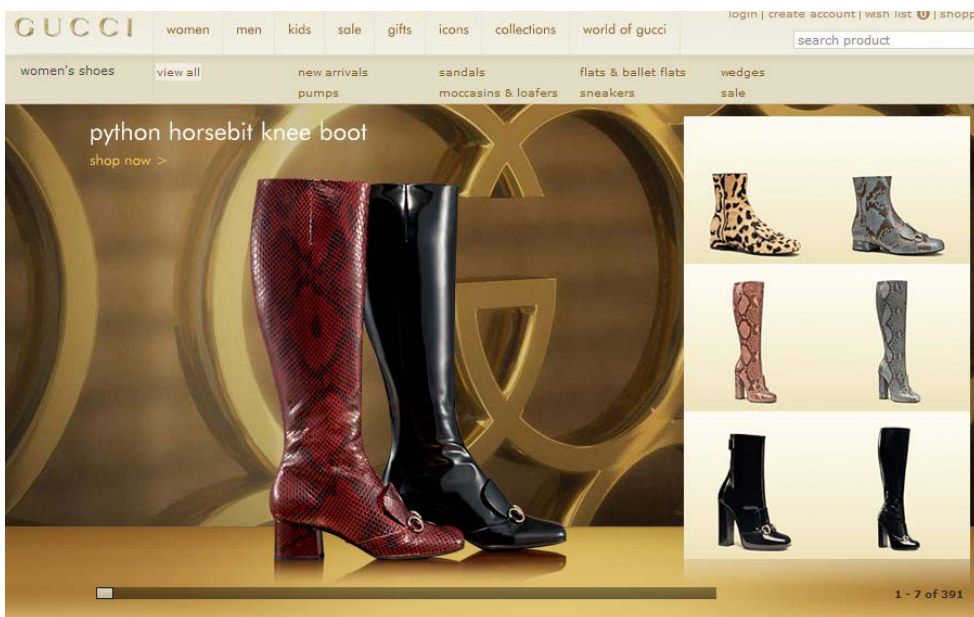 login | create account | wish list 0 | shopp
GUCCI women men kids sale gifts icons collections world of gucci
search product
women's shoes view all new arrivals sandals flats & ballet flats wedges
pumps moccasins & loafers sneakers sale
python horsebit knee boot
shop now >
1 - 7 of 391